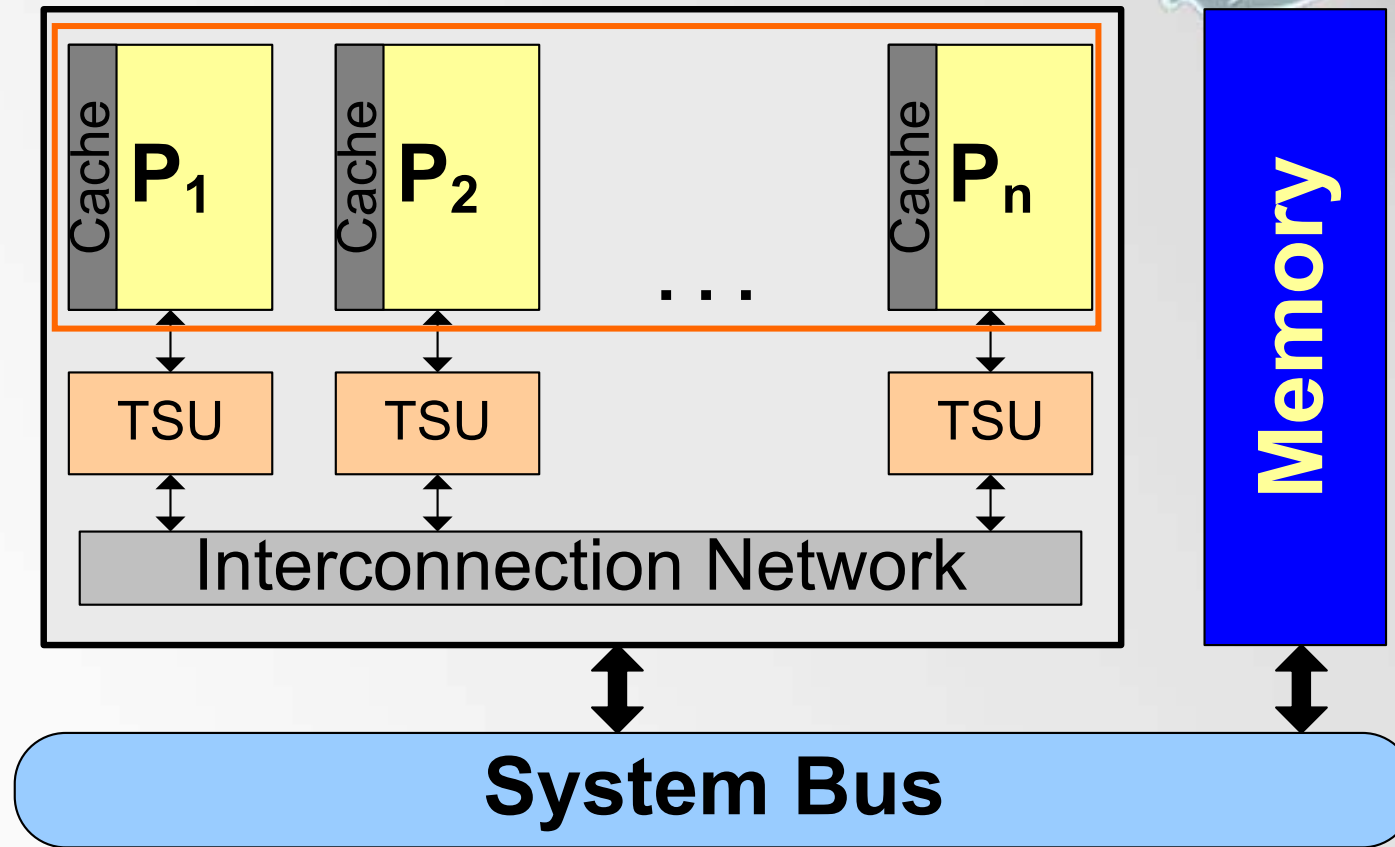 Cache P₁ Cache P₂ Cache Pₙ
. . .
TSU TSU TSU
Interconnection Network
Memory
System Bus